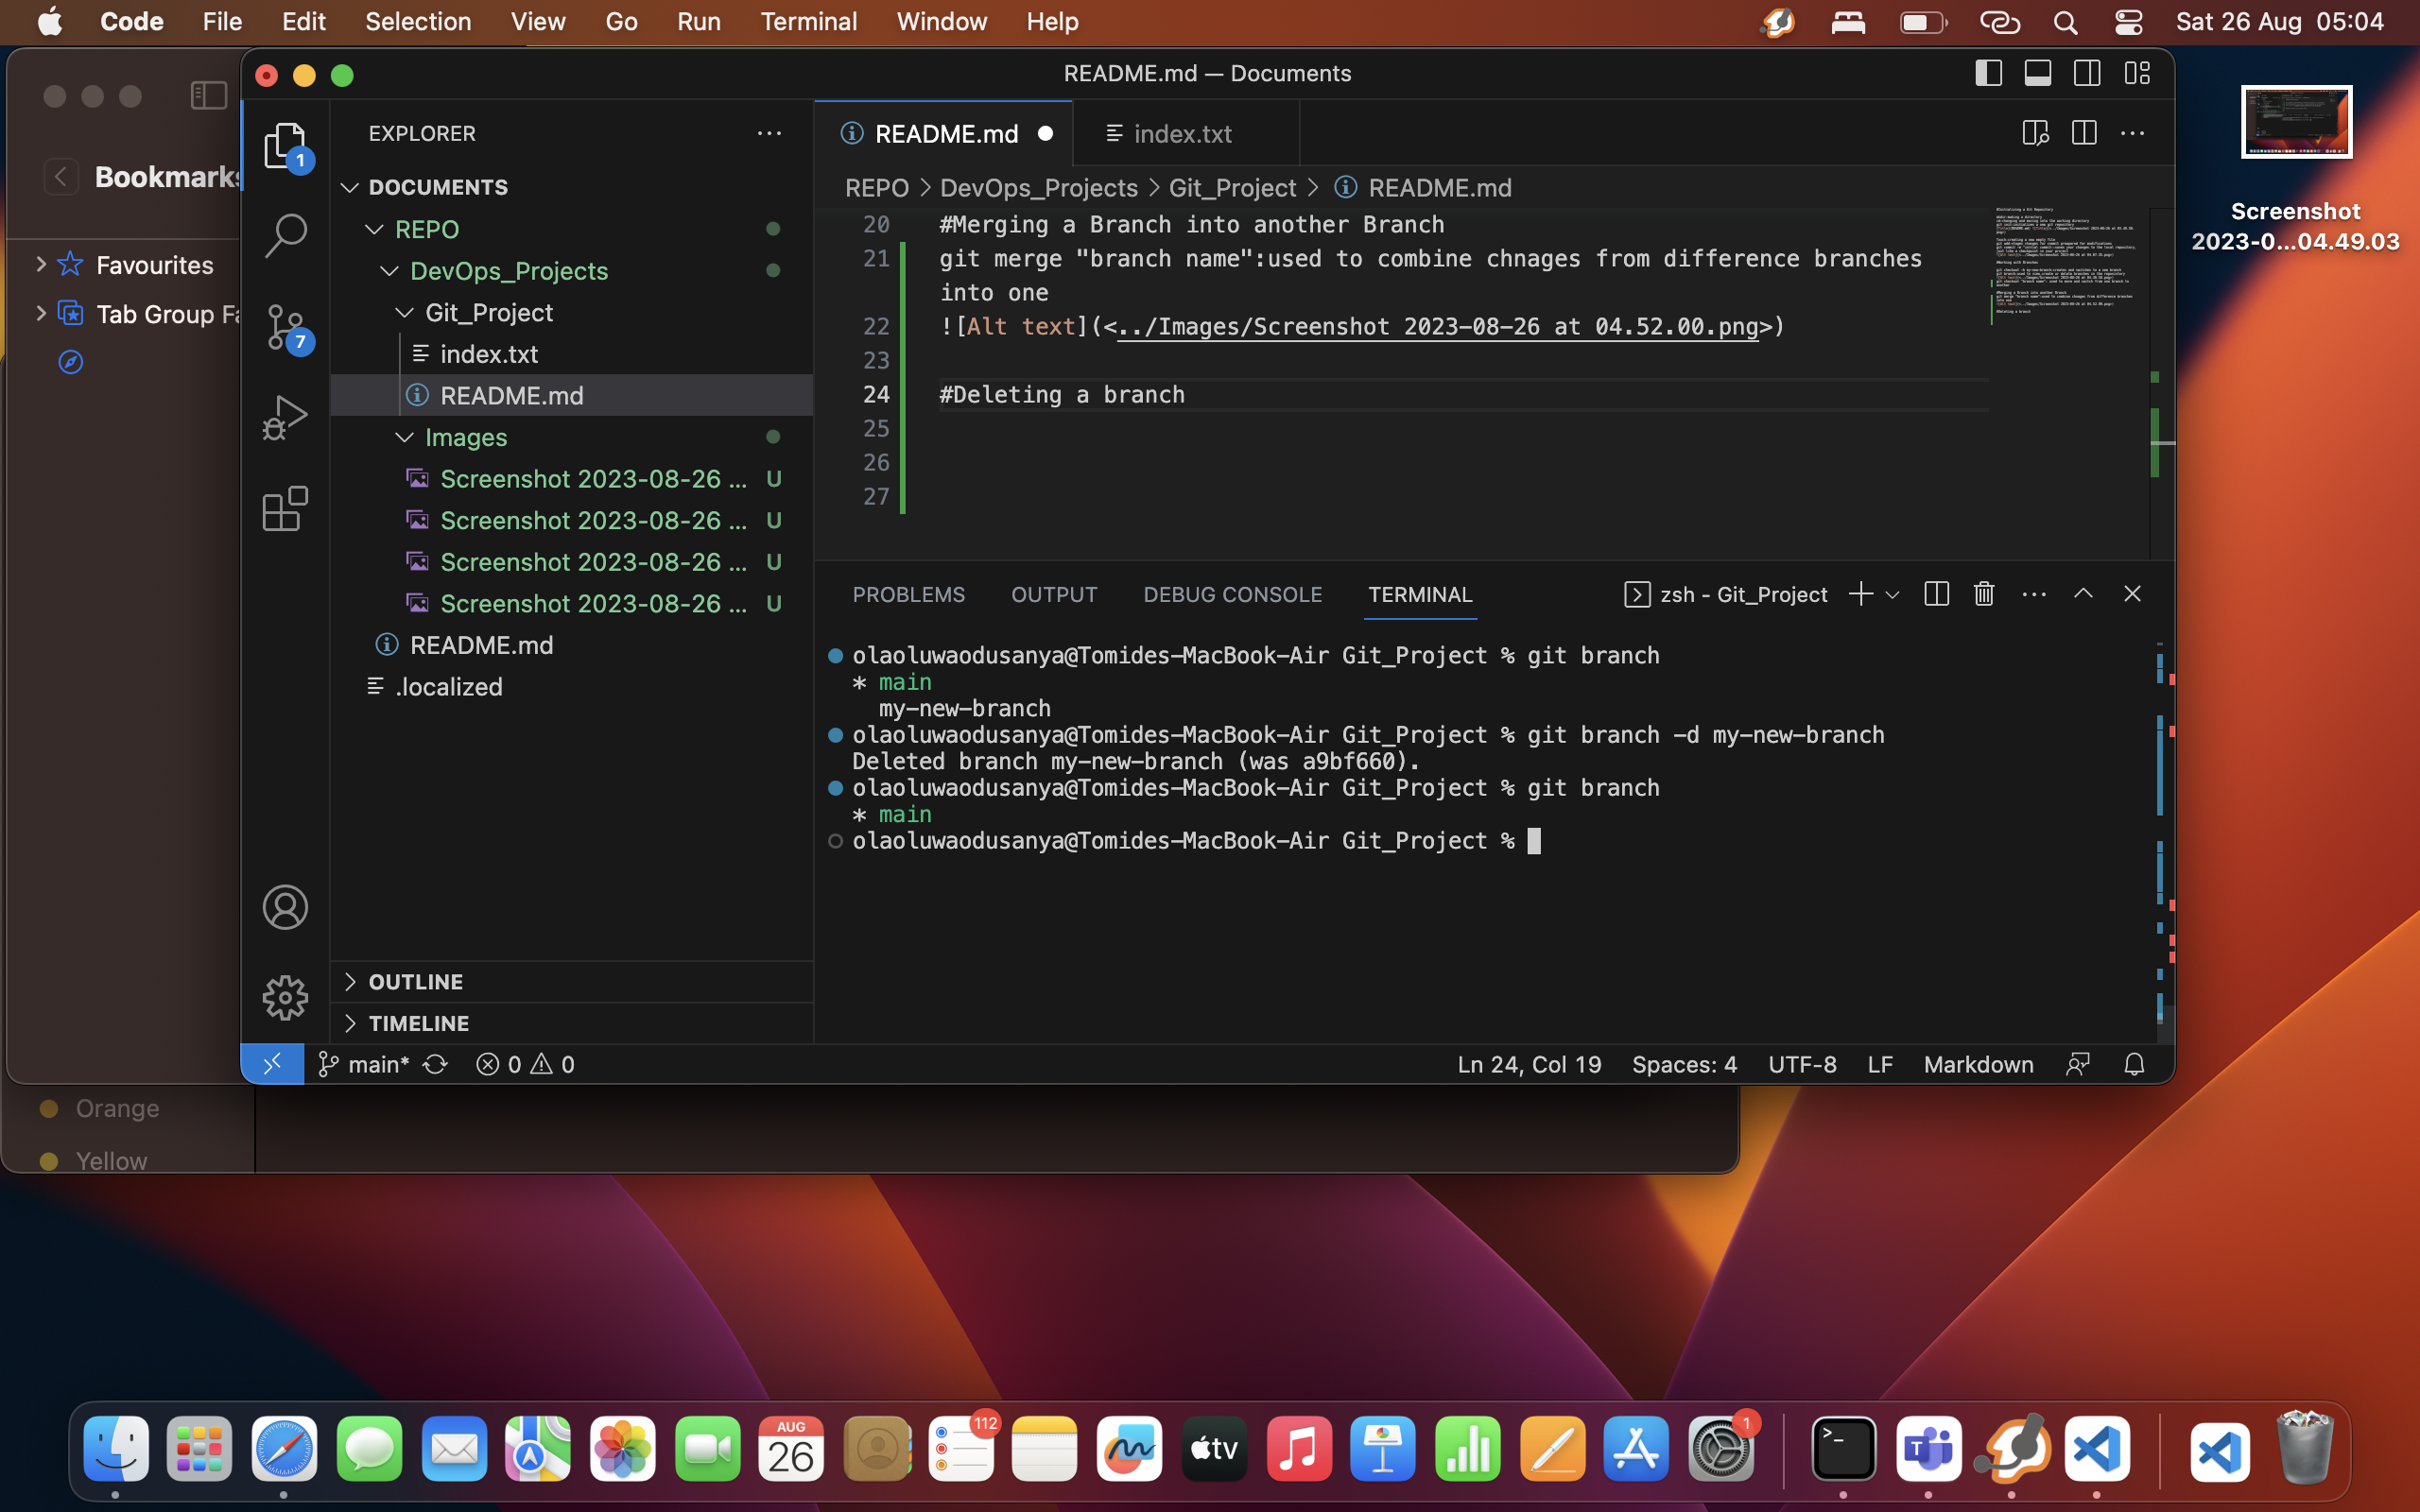 Code File Edit Selection View Go Run Terminal Window Help Sat 26 Aug 05:04
README.md — Documents
Bookmarks
Favourites
Tab Group Fa
Orange
Yellow
EXPLORER
1
7
DOCUMENTS
REPO
DevOps_Projects
Git_Project
index.txt
README.md
Images
Screenshot 2023-08-26 ... U
Screenshot 2023-08-26 ... U
Screenshot 2023-08-26 ... U
Screenshot 2023-08-26 ... U
README.md
.localized
OUTLINE
TIMELINE
README.md index.txt
REPO > DevOps_Projects > Git_Project > README.md
20 #Merging a Branch into another Branch
21 git merge "branch name":used to combine chnages from difference branches
into one
22 ![Alt text](<../Images/Screenshot 2023-08-26 at 04.52.00.png>)
23
24 #Deleting a branch
25
26
27
PROBLEMS OUTPUT DEBUG CONSOLE TERMINAL zsh - Git_Project
olaoluwaodusanya@Tomides-MacBook-Air Git_Project % git branch
* main
my-new-branch
olaoluwaodusanya@Tomides-MacBook-Air Git_Project % git branch -d my-new-branch
Deleted branch my-new-branch (was a9bf660).
olaoluwaodusanya@Tomides-MacBook-Air Git_Project % git branch
* main
olaoluwaodusanya@Tomides-MacBook-Air Git_Project %
main* 0 0 Ln 24, Col 19 Spaces: 4 UTF-8 LF Markdown
Screenshot
2023-0...04.49.03
AUG
26
112
tv
1
>_
T